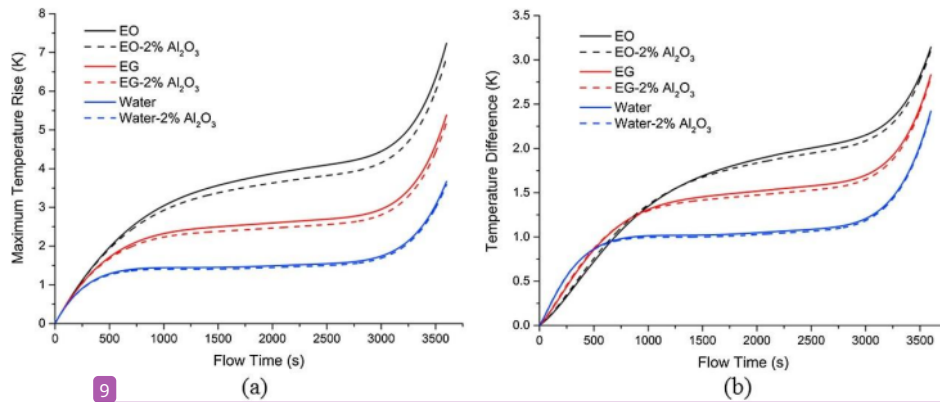 8
7
6
5
4
3
2
1
0
Maximum Temperature Rise (K)
EO
EO-2% Al₂O₃
EG
EG-2% Al₂O₃
Water
Water-2% Al₂O₃
0 500 1000 1500 2000 2500 3000 3500
Flow Time (s)
(a)
3.5
3.0
2.5
2.0
1.5
1.0
0.5
0.0
Temperature Difference (K)
EO
EO-2% Al₂O₃
EG
EG-2% Al₂O₃
Water
Water-2% Al₂O₃
0 500 1000 1500 2000 2500 3000 3500
Flow Time (s)
(b)
9